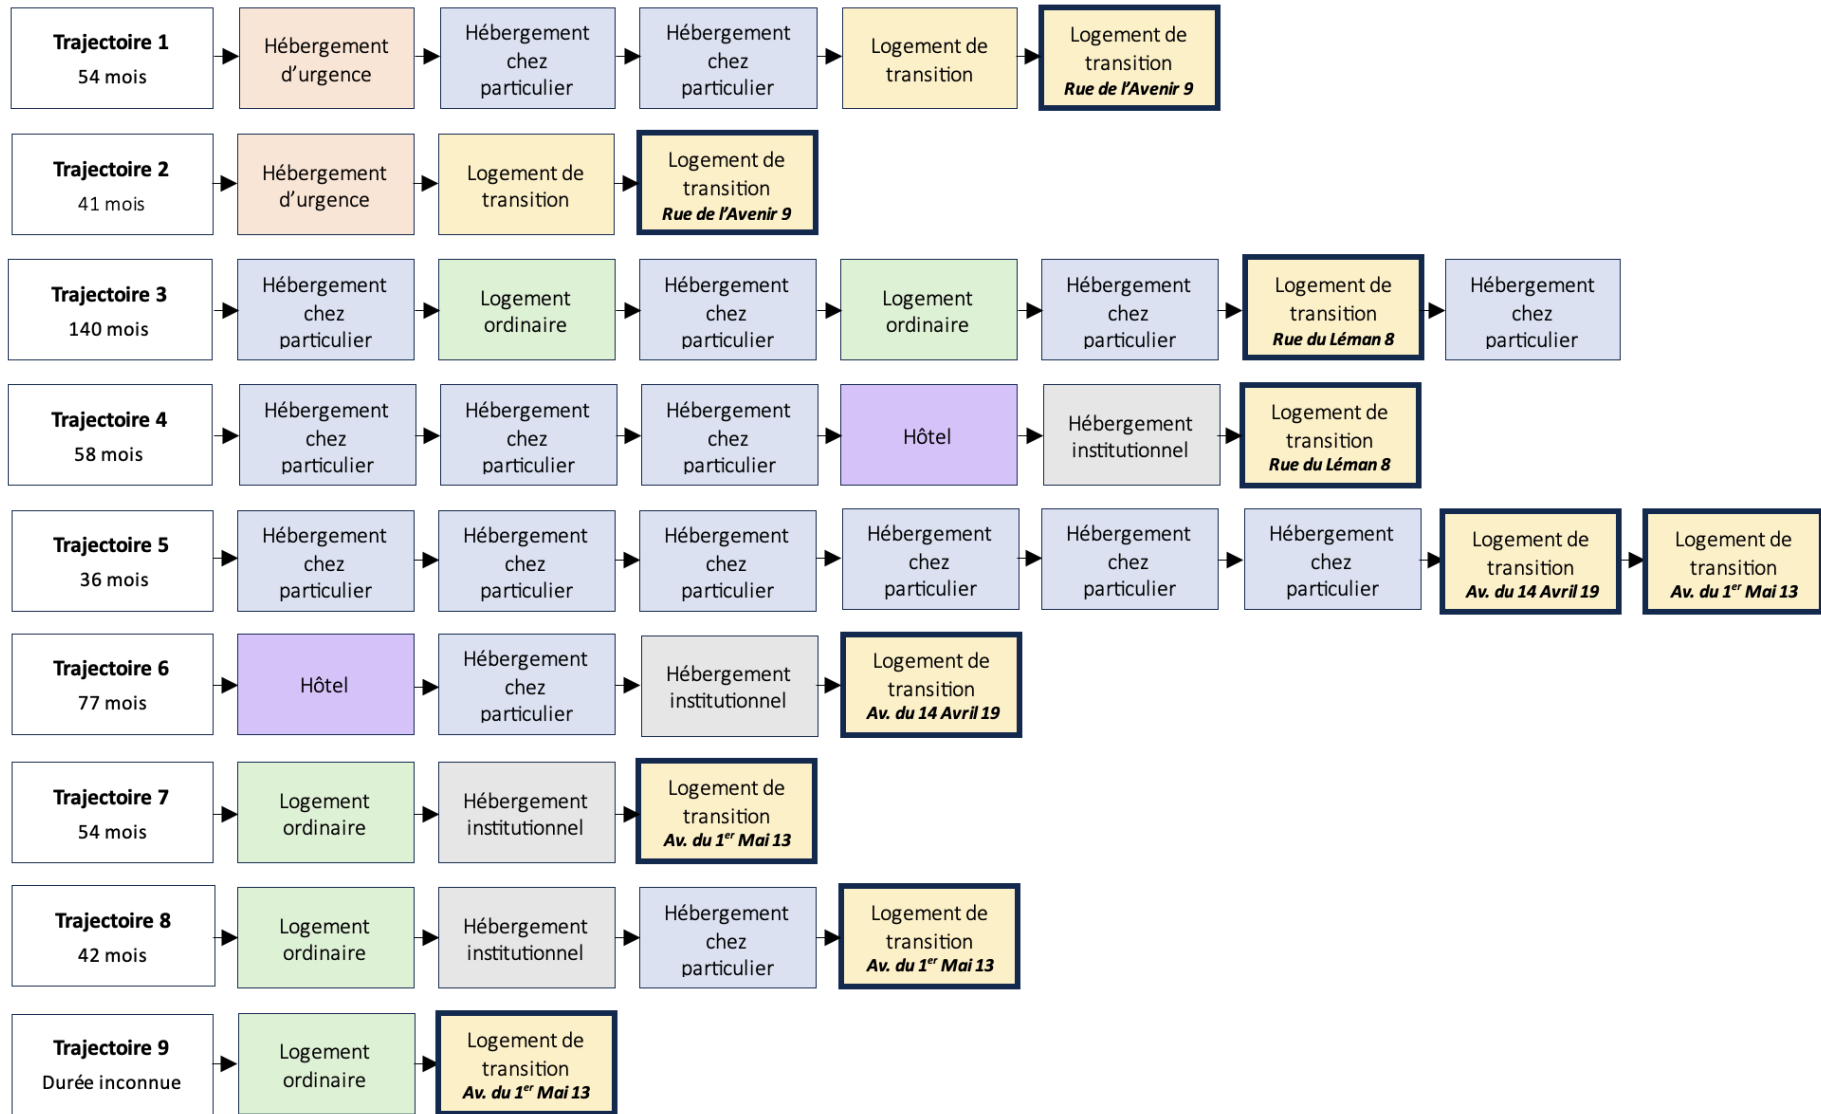 Trajectoire 1
54 mois
Hébergement
d’urgence
Hébergement
chez
particulier
Hébergement
chez
particulier
Logement de
transition
Logement de
transition
Rue de l’Avenir 9
Trajectoire 2
41 mois
Hébergement
d’urgence
Logement de
transition
Logement de
transition
Rue de l’Avenir 9
Trajectoire 3
140 mois
Hébergement
chez
particulier
Logement
ordinaire
Hébergement
chez
particulier
Logement
ordinaire
Hébergement
chez
particulier
Logement de
transition
Rue du Léman 8
Hébergement
chez
particulier
Trajectoire 4
58 mois
Hébergement
chez
particulier
Hébergement
chez
particulier
Hébergement
chez
particulier
Hôtel
Hébergement
institutionnel
Logement de
transition
Rue du Léman 8
Trajectoire 5
36 mois
Hébergement
chez
particulier
Hébergement
chez
particulier
Hébergement
chez
particulier
Hébergement
chez
particulier
Hébergement
chez
particulier
Hébergement
chez
particulier
Logement de
transition
Av. du 14 Avril 19
Logement de
transition
Av. du 1er Mai 13
Trajectoire 6
77 mois
Hôtel
Hébergement
chez
particulier
Hébergement
institutionnel
Logement de
transition
Av. du 14 Avril 19
Trajectoire 7
54 mois
Logement
ordinaire
Hébergement
institutionnel
Logement de
transition
Av. du 1er Mai 13
Trajectoire 8
42 mois
Logement
ordinaire
Hébergement
institutionnel
Hébergement
chez
particulier
Logement de
transition
Av. du 1er Mai 13
Trajectoire 9
Durée inconnue
Logement
ordinaire
Logement de
transition
Av. du 1er Mai 13